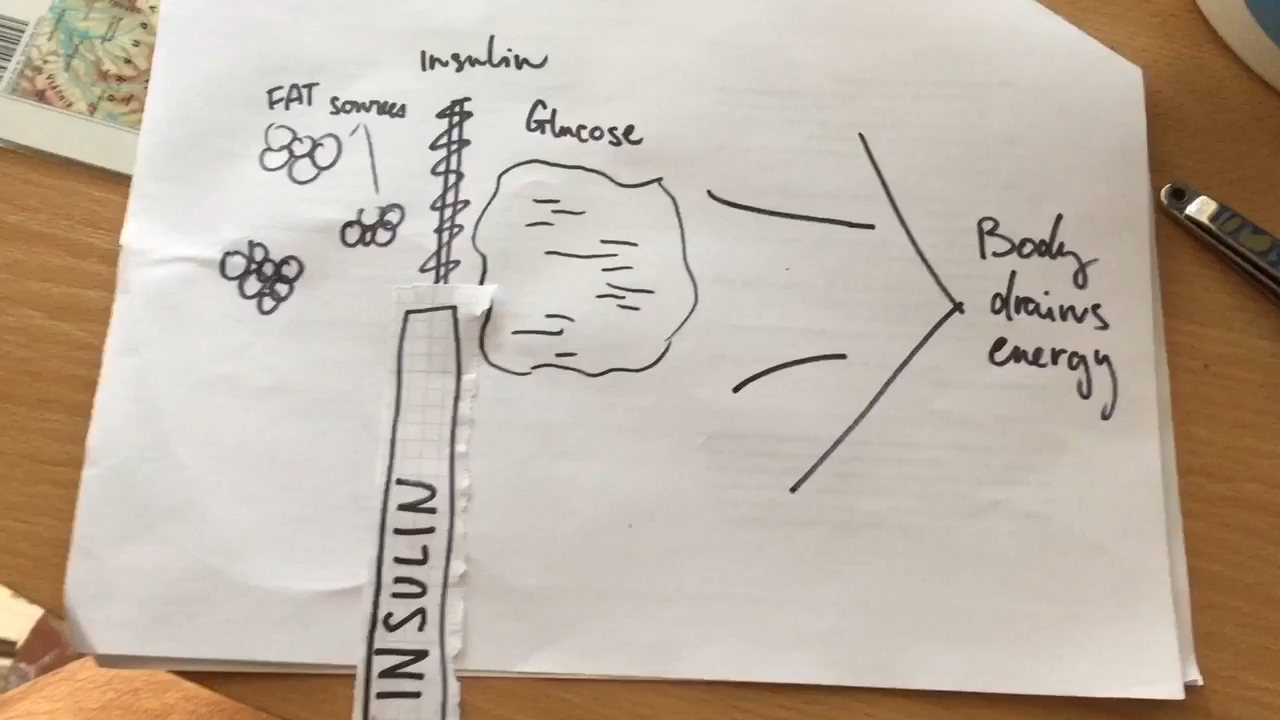 Insulin
FAT sources
Glucose
Body
drains
energy
INSULIN